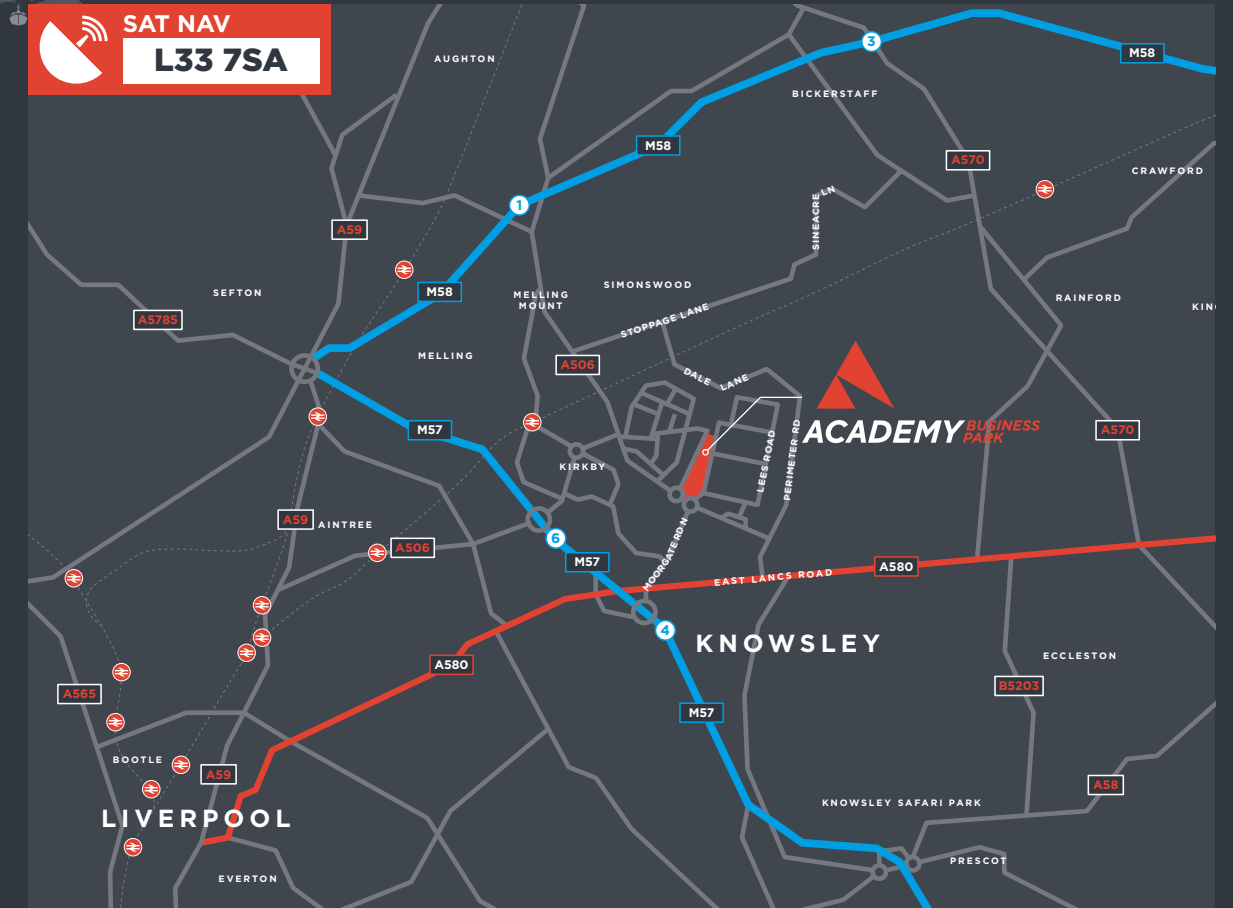 SAT NAV
L33 7SA
3
M58
AUGHTON
BICKERSTAFF
M58
A570
CRAWFORD
SINEACRE LN
1
A59
M58
SEFTON
MELLING
MOUNT
SIMONSWOOD
RAINFORD
KIN
A5785
STOPPAGE LANE
MELLING
A506
DALE LANE
M57
ACADEMY
BUSINESS
PARK
A570
LEES ROAD
PERIMETER RD
KIRKBY
A59
AINTREE
A506
6
M57
MOORGATE RD N
EAST LANCS ROAD
A580
4
KNOWSLEY
A580
ECCLESTON
B5203
A565
M57
BOOTLE
A59
A58
KNOWSLEY SAFARI PARK
LIVERPOOL
PRESCOT
EVERTON